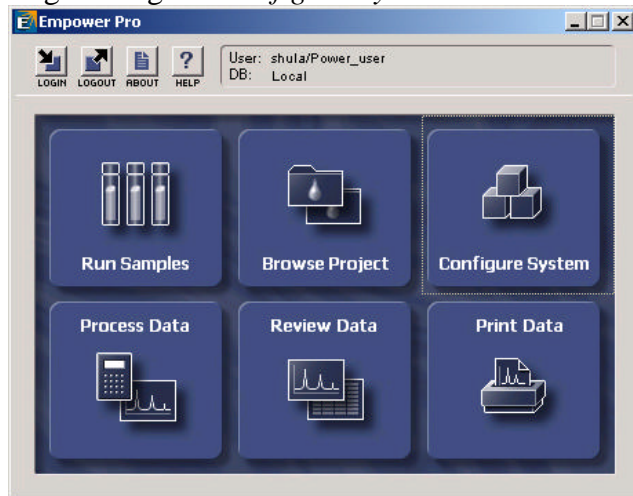 Empower Pro
LOGIN LOGOUT ABOUT HELP
User: shula/Power_user
DB: Local
Run Samples
Browse Project
Configure System
Process Data
Review Data
Print Data